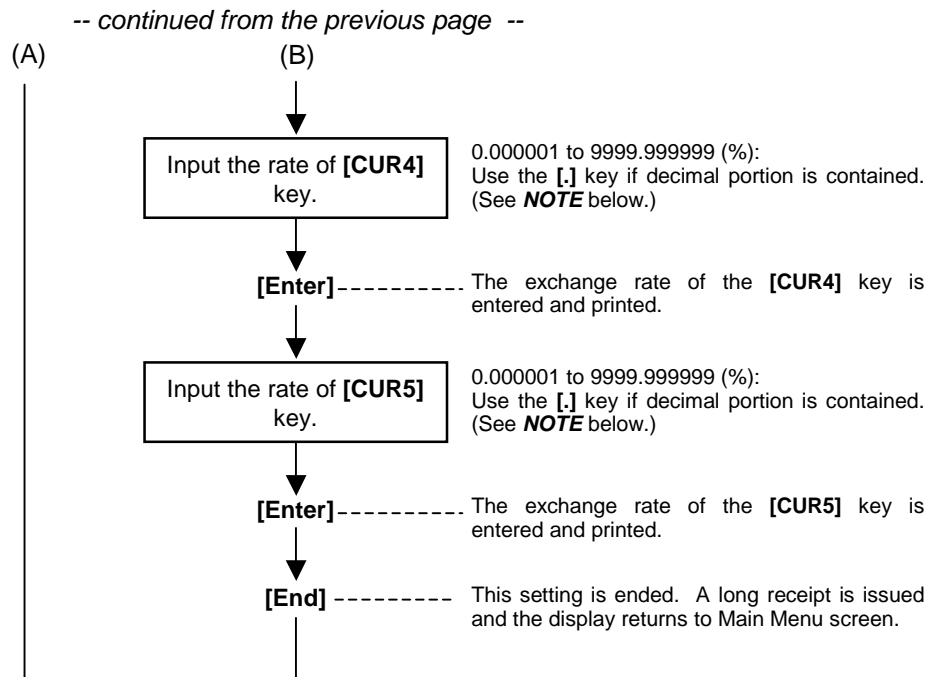 -- continued from the previous page --
(A)
(B)
Input the rate of [CUR4]
key.
0.000001 to 9999.999999 (%):
Use the [.] key if decimal portion is contained.
(See NOTE below.)
[Enter]
The exchange rate of the [CUR4] key is
entered and printed.
Input the rate of [CUR5]
key.
0.000001 to 9999.999999 (%):
Use the [.] key if decimal portion is contained.
(See NOTE below.)
[Enter]
The exchange rate of the [CUR5] key is
entered and printed.
[End]
This setting is ended. A long receipt is issued
and the display returns to Main Menu screen.